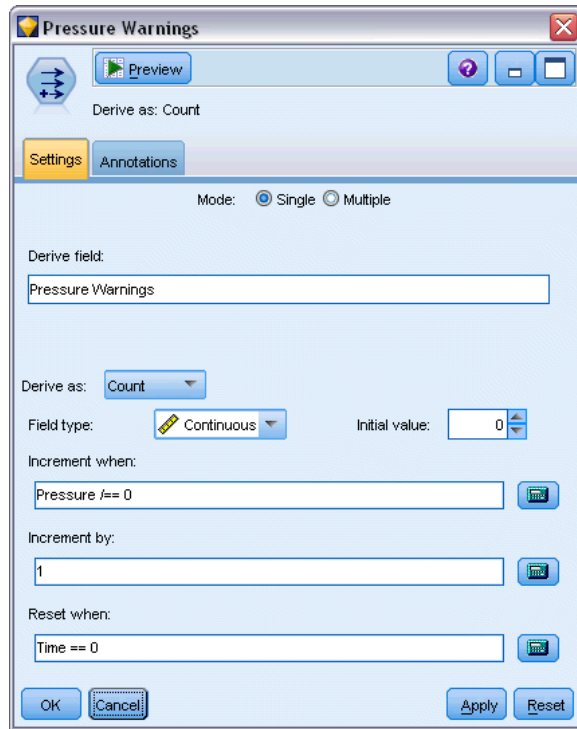 Pressure Warnings
Preview
?
Derive as: Count
Settings Annotations
Mode: Single Multiple
Derive field:
Pressure Warnings
Derive as: Count
Field type: Continuous Initial value: 0
Increment when:
Pressure /== 0
Increment by:
1
Reset when:
Time == 0
OK Cancel Apply Reset